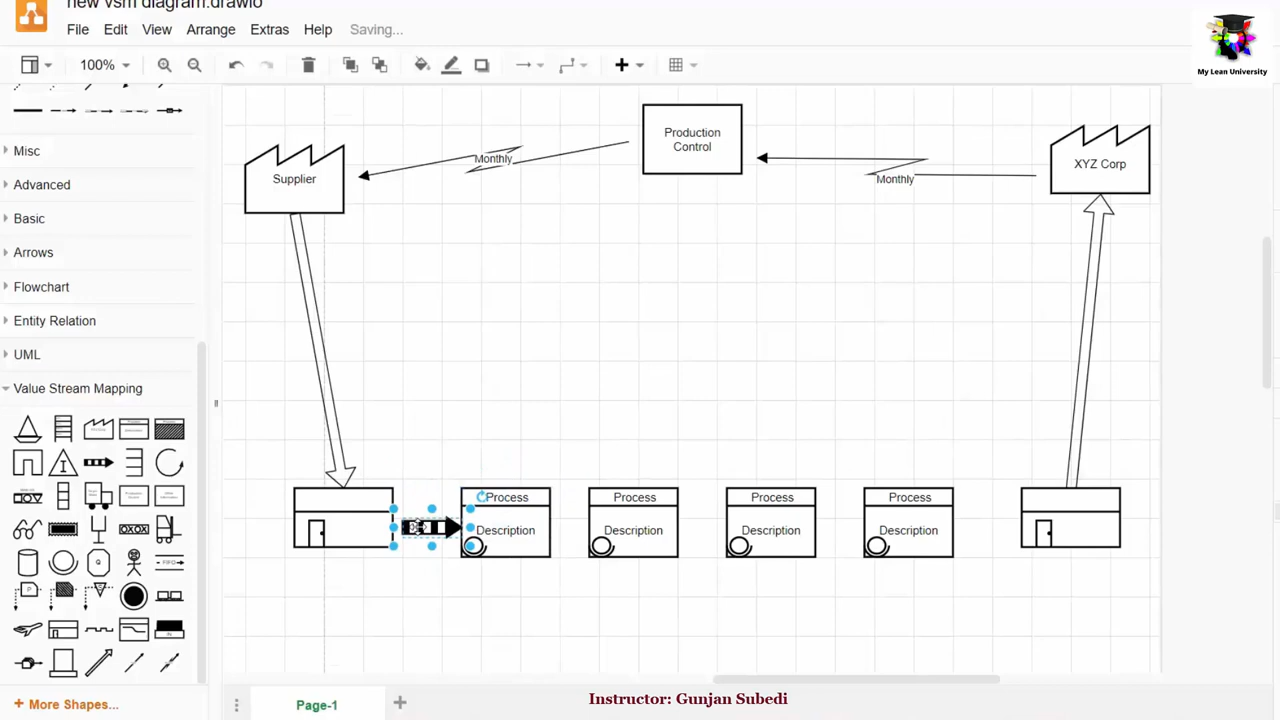 new vsm diagram.drawio
File Edit View Arrange Extras Help Saving...
My Lean University
100%
Misc
Advanced
Basic
Arrows
Flowchart
Entity Relation
UML
Value Stream Mapping
More Shapes...
Supplier
Monthly
Production
Control
Monthly
XYZ Corp
Process
Description
Process
Description
Process
Description
Process
Description
Page-1
Instructor: Gunjan Subedi